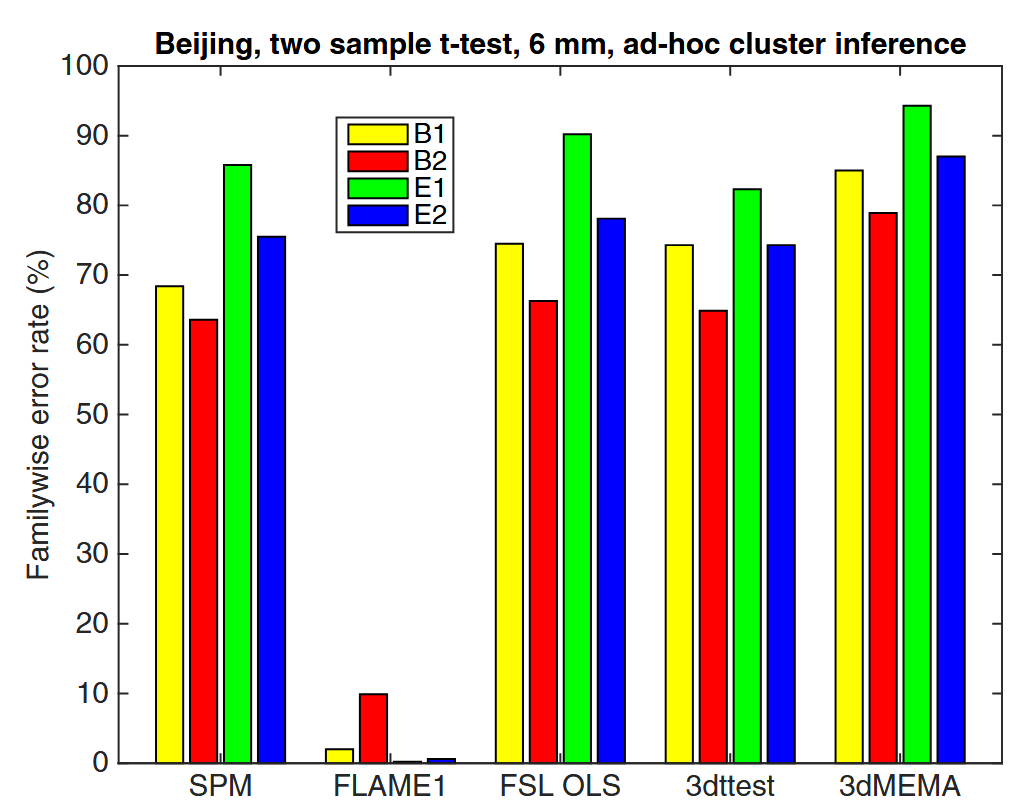 Beijing, two sample t-test, 6 mm, ad-hoc cluster inference
Familywise error rate (%)
100
90
80
70
60
50
40
30
20
10
0
B1
B2
E1
E2
SPM FLAME1 FSL OLS 3dttest 3dMEMA